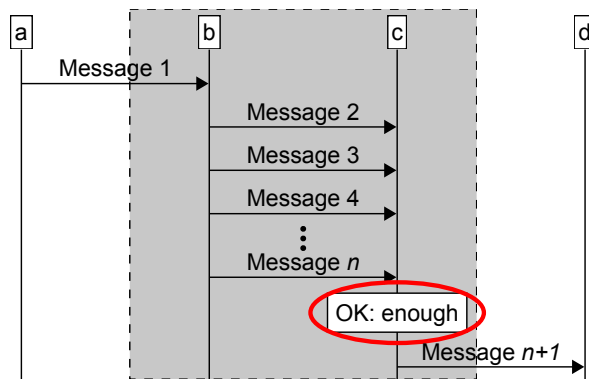 a b c d
Message 1
Message 2
Message 3
Message 4
Message n
OK: enough
Message n+1